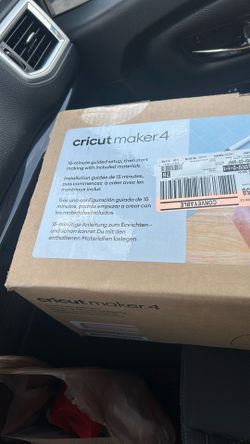 cricut maker 4
15-minute guided setup, then start
making with included materials
Installation guidée de 15 minutes,
puis commencez à créer avec les
matériaux inclus
Tras una configuración guiada de 15
minutos, podrás empezar a crear con
los materiales incluidos
15-minütige Anleitung zum Einrichten -
und schon kannst Du mit den
enthaltenen Materialien loslegen
CONVEYABLE
cricut maker 4